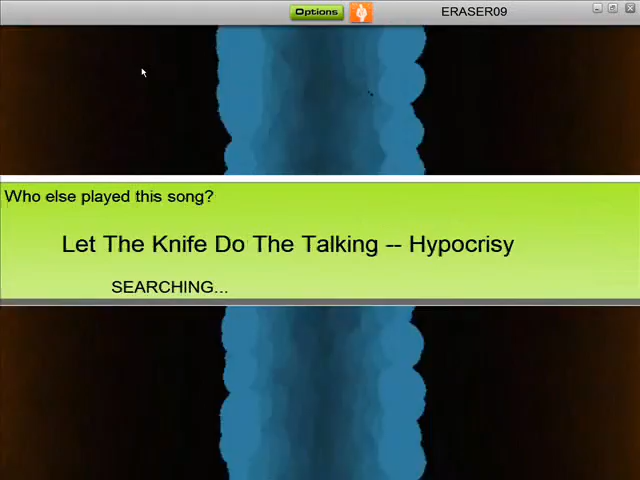 Options
ERASER09
Who else played this song?
Let The Knife Do The Talking -- Hypocrisy
SEARCHING...